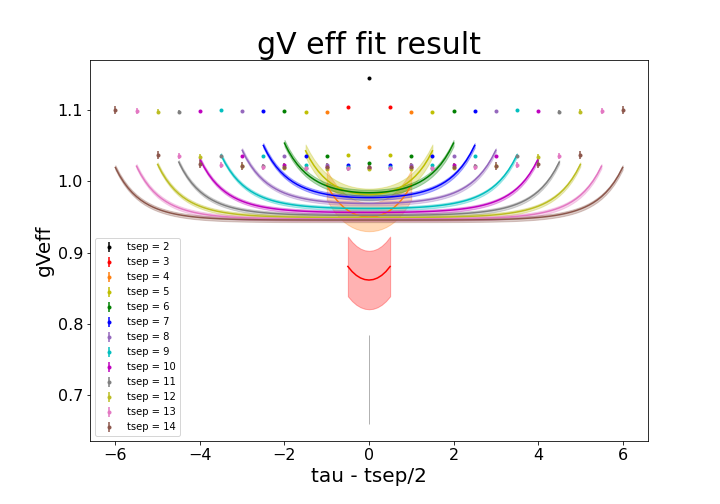 gV eff fit result
gVeff
1.1
1.0
0.9
0.8
0.7
tsep = 2
tsep = 3
tsep = 4
tsep = 5
tsep = 6
tsep = 7
tsep = 8
tsep = 9
tsep = 10
tsep = 11
tsep = 12
tsep = 13
tsep = 14
−6 −4 −2 0 2 4 6
tau - tsep/2